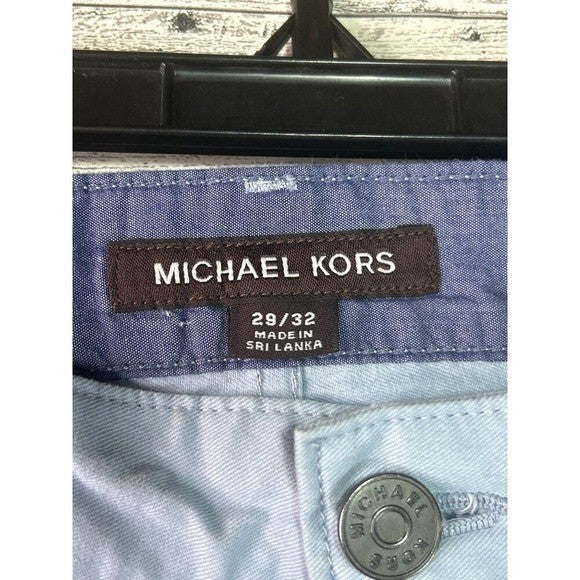 MICHAEL KORS
29/32
MADE IN
SRI LANKA
MICHAEL KORS